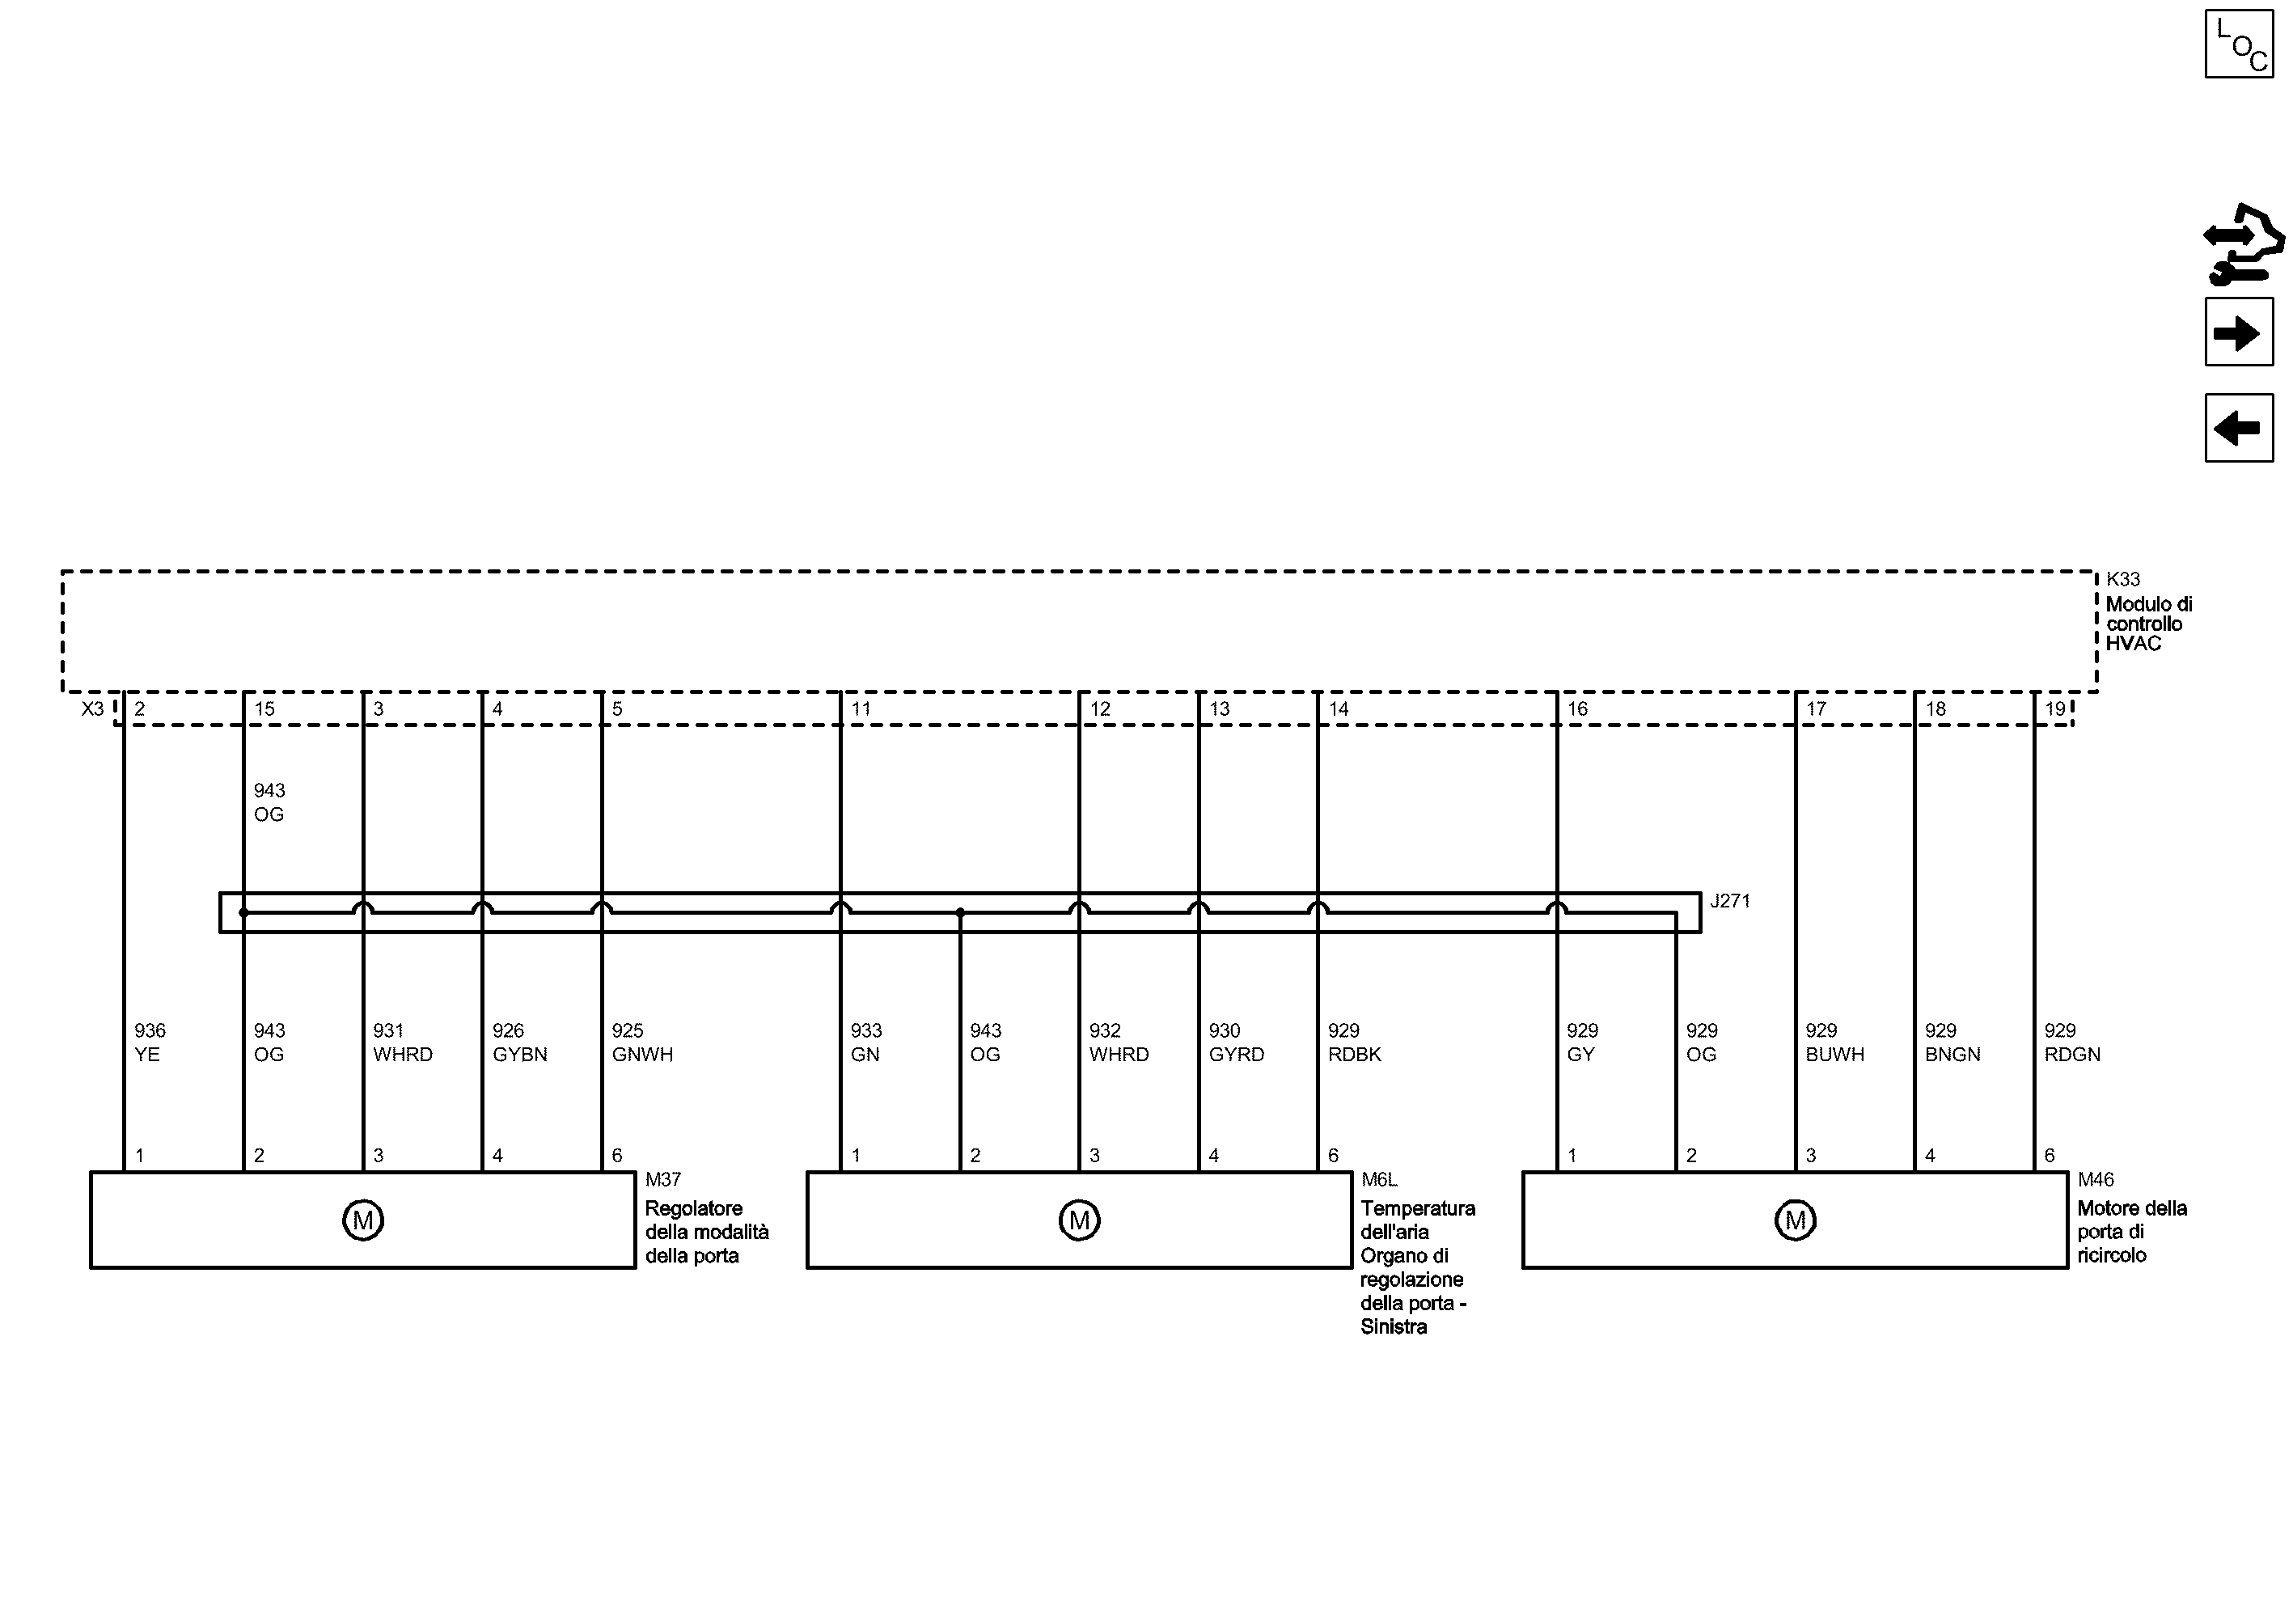 LOC
K33
Modulo di
controllo
HVAC
X3 2 15 3 4 5 11 12 13 14 16 17 18 19
943
OG
J271
936 943 931 926 925 933 943 932 930 929 929 929 929 929 929
YE OG WHRD GYBN GNWH GN OG WHRD GYRD RDBK GY OG BUWH BNGN RDGN
1 2 3 4 6 1 2 3 4 6 1 2 3 4 6
M
M37
Regolatore
della modalità
della porta
M
M6L
Temperatura
dell'aria
Organo di
regolazione
della porta -
Sinistra
M
M46
Motore della
porta di
ricircolo